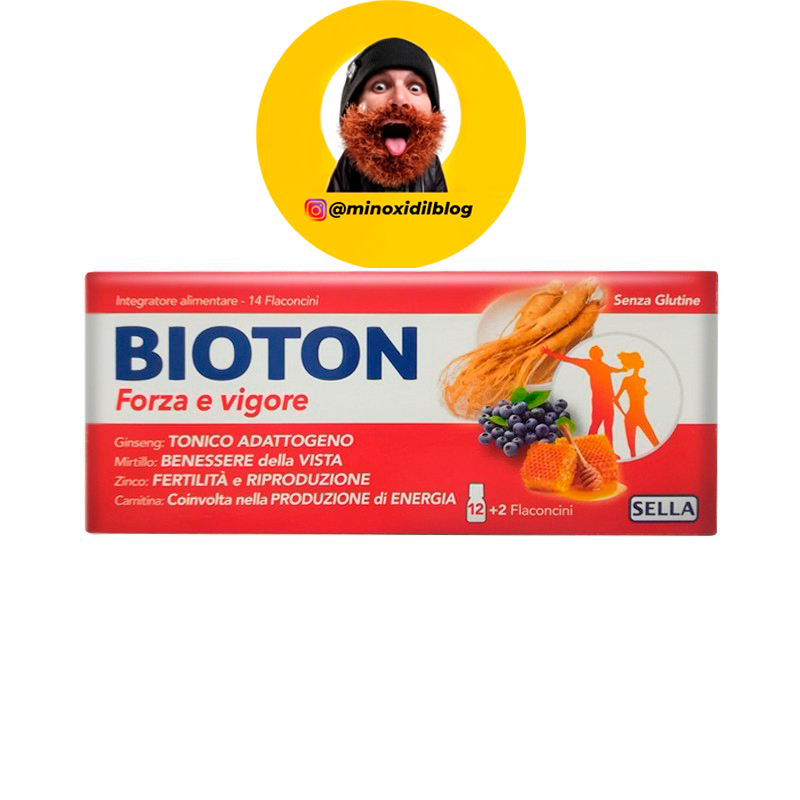 @minoxidilblog
Integratore alimentare - 14 Flaconcini
Senza Glutine
BIOTON
Forza e vigore
Ginseng: TONICO ADATTOGENO
Mirtillo: BENESSERE della VISTA
Zinco: FERTILITÀ e RIPRODUZIONE
Carnitina: Coinvolta nella PRODUZIONE di ENERGIA
12 +2 Flaconcini
SELLA